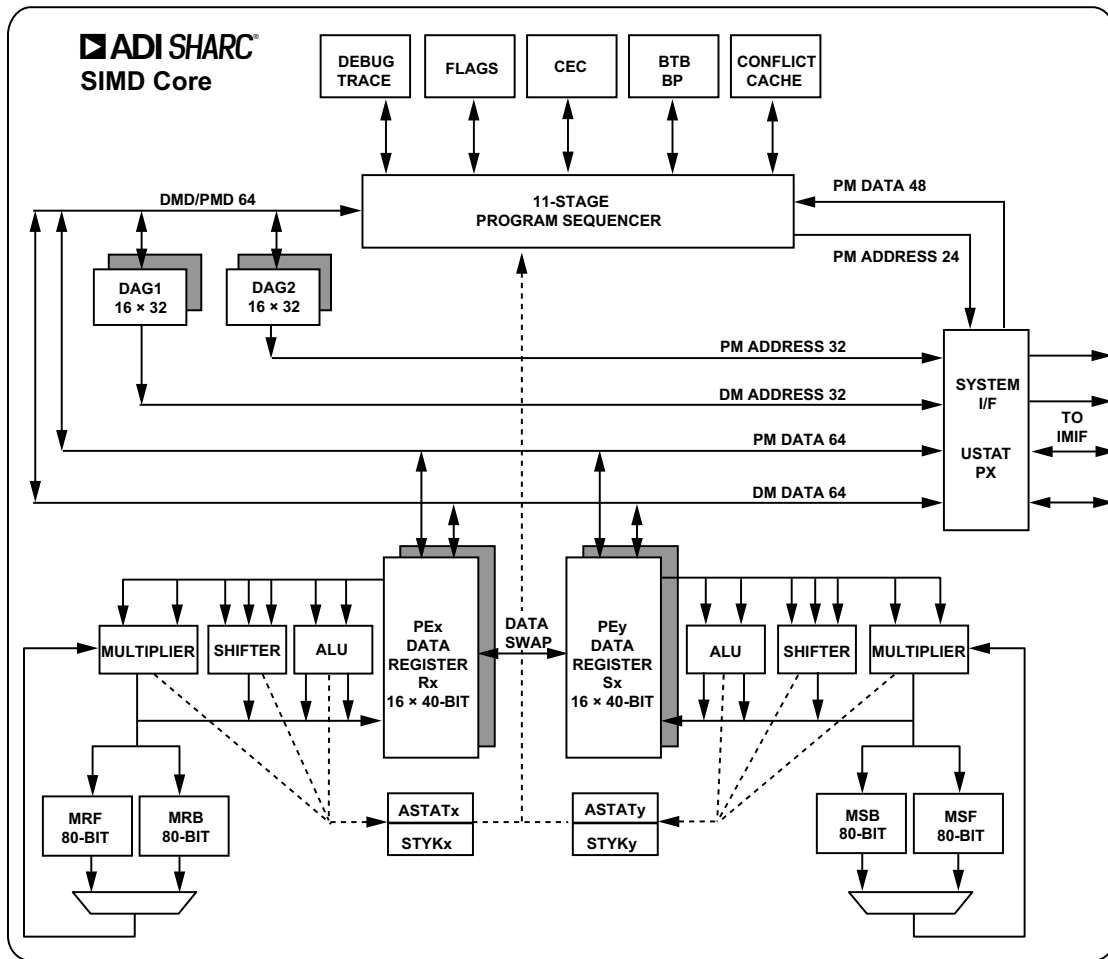 ADI SHARC®
SIMD Core
DEBUG
TRACE
FLAGS
CEC
BTB
BP
CONFLICT
CACHE
DMD/PMD 64
11-STAGE
PROGRAM SEQUENCER
PM DATA 48
PM ADDRESS 24
DAG1
16 × 32
DAG2
16 × 32
PM ADDRESS 32
DM ADDRESS 32
PM DATA 64
DM DATA 64
SYSTEM
I/F
USTAT
PX
TO
IMIF
MULTIPLIER
SHIFTER
ALU
PEx
DATA
REGISTER
Rx
16 × 40-BIT
DATA
SWAP
PEy
DATA
REGISTER
Sx
16 × 40-BIT
ALU
SHIFTER
MULTIPLIER
MRF
80-BIT
MRB
80-BIT
ASTATx
STYKx
ASTATy
STYKy
MSB
80-BIT
MSF
80-BIT